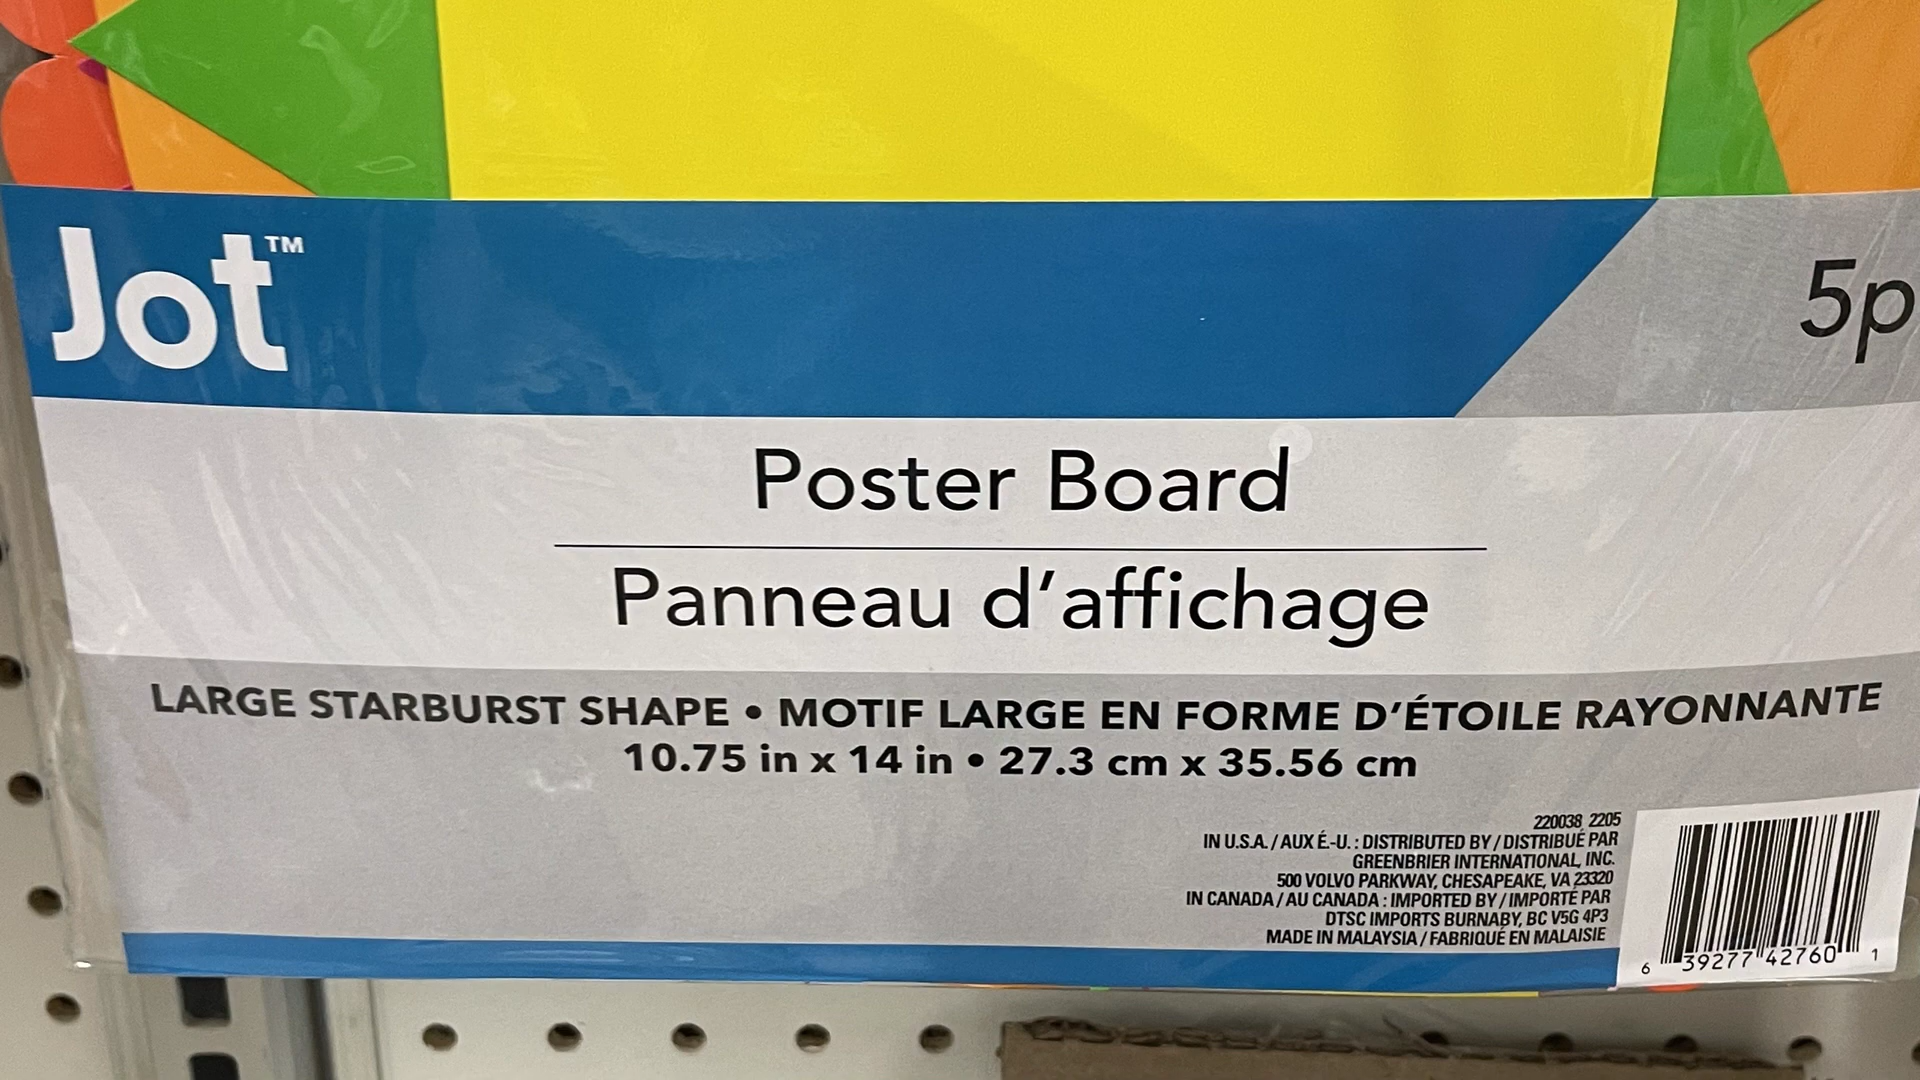 Jot™
5p
Poster Board
Panneau d'affichage
LARGE STARBURST SHAPE • MOTIF LARGE EN FORME D'ÉTOILE RAYONNANTE
10.75 in x 14 in • 27.3 cm x 35.56 cm
220038 2205
IN U.S.A. / AUX É.-U. : DISTRIBUTED BY / DISTRIBUÉ PAR
GREENBRIER INTERNATIONAL, INC.
500 VOLVO PARKWAY, CHESAPEAKE, VA 23320
IN CANADA / AU CANADA : IMPORTED BY / IMPORTÉ PAR
DTSC IMPORTS BURNABY, BC V5G 4P3
MADE IN MALAYSIA / FABRIQUÉ EN MALAISIE
6 39277 42760 1